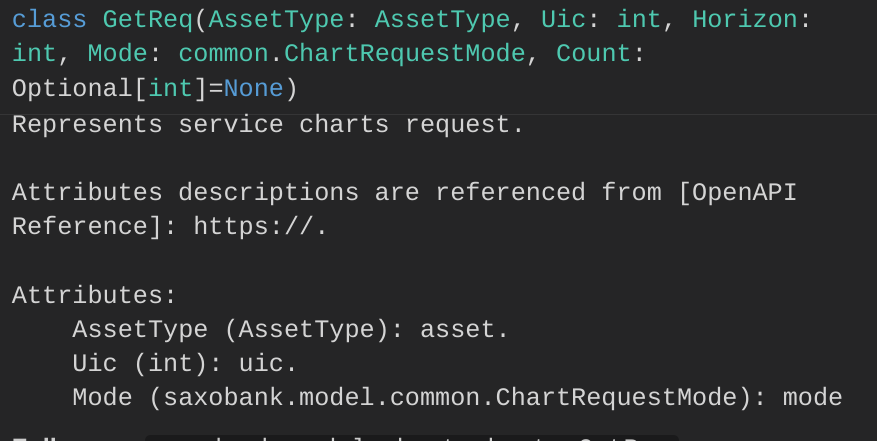 class GetReq(AssetType: AssetType, Uic: int, Horizon:
int, Mode: common.ChartRequestMode, Count:
Optional[int]=None)
Represents service charts request.
Attributes descriptions are referenced from [OpenAPI
Reference]: https://.
Attributes:
AssetType (AssetType): asset.
Uic (int): uic.
Mode (saxobank.model.common.ChartRequestMode): mode